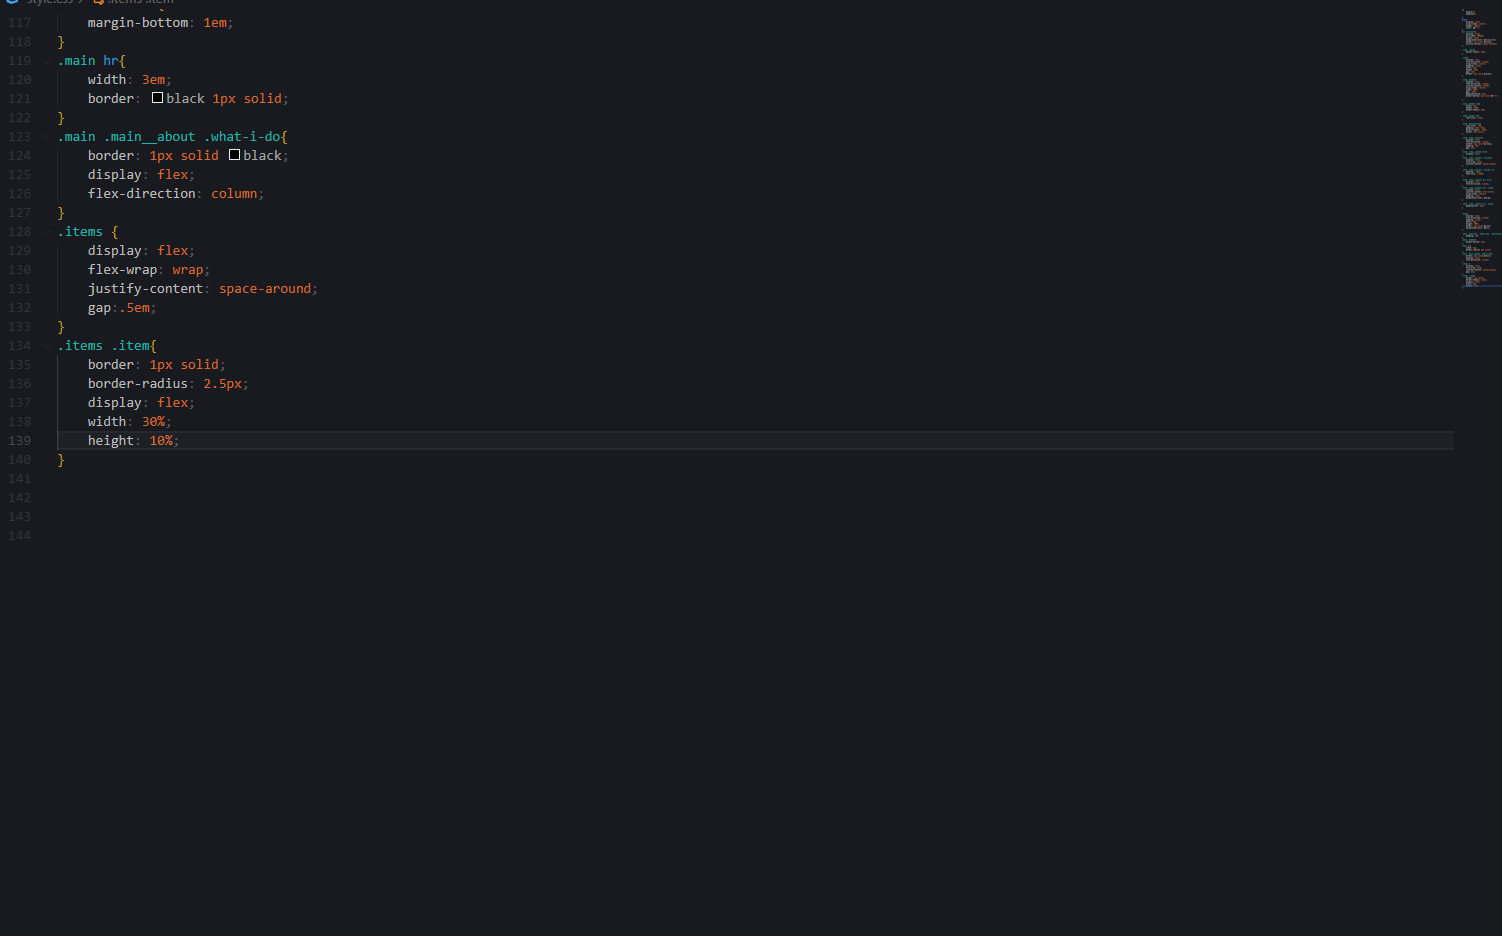 style.css > .items .item
117 margin-bottom: 1em;
118 }
119 .main hr{
120 width: 3em;
121 border: black 1px solid;
122 }
123 .main .main__about .what-i-do{
124 border: 1px solid black;
125 display: flex;
126 flex-direction: column;
127 }
128 .items {
129 display: flex;
130 flex-wrap: wrap;
131 justify-content: space-around;
132 gap:.5em;
133 }
134 .items .item{
135 border: 1px solid;
136 border-radius: 2.5px;
137 display: flex;
138 width: 30%;
139 height: 10%;
140 }
141
142
143
144